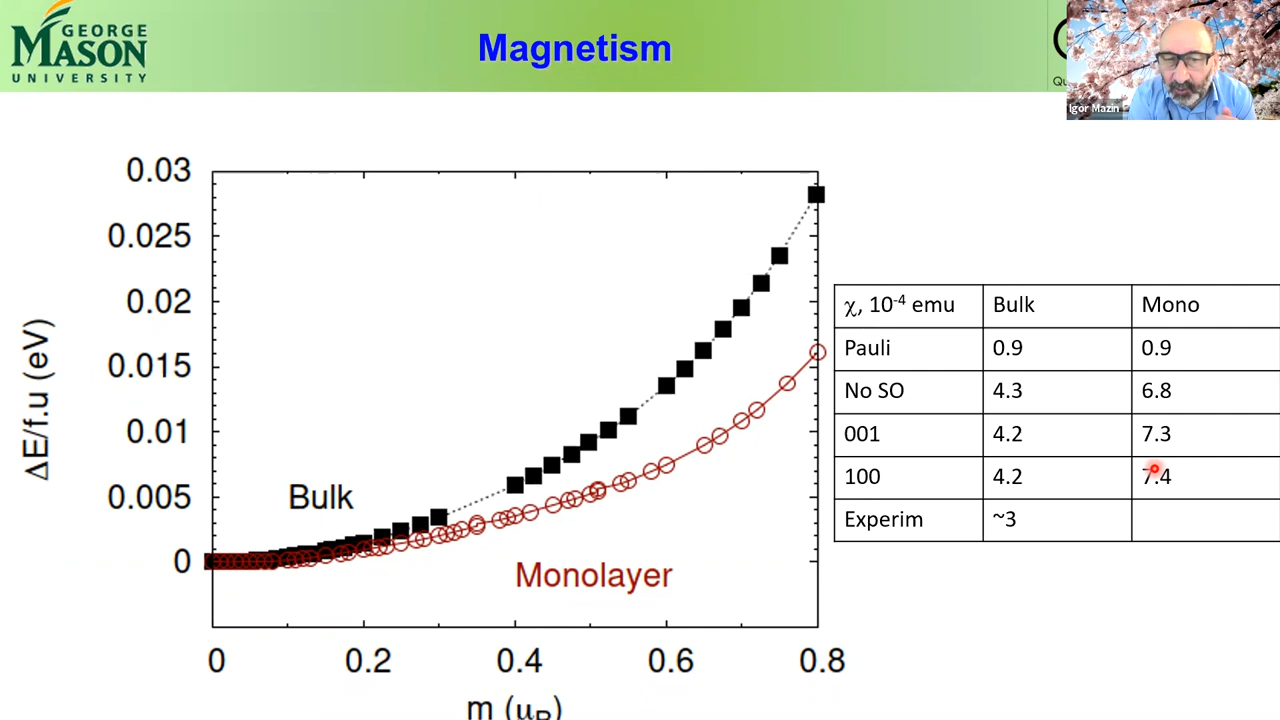 GEORGE
MASON
UNIVERSITY
Magnetism
Igor Mazin
0.03
0.025
0.02
0.015
0.01
0.005
0
ΔE/f.u (eV)
Bulk
Monolayer
0 0.2 0.4 0.6 0.8
m (μB)
χ, 10-4 emu Bulk Mono
Pauli 0.9 0.9
No SO 4.3 6.8
001 4.2 7.3
100 4.2 7.4
Experim ~3